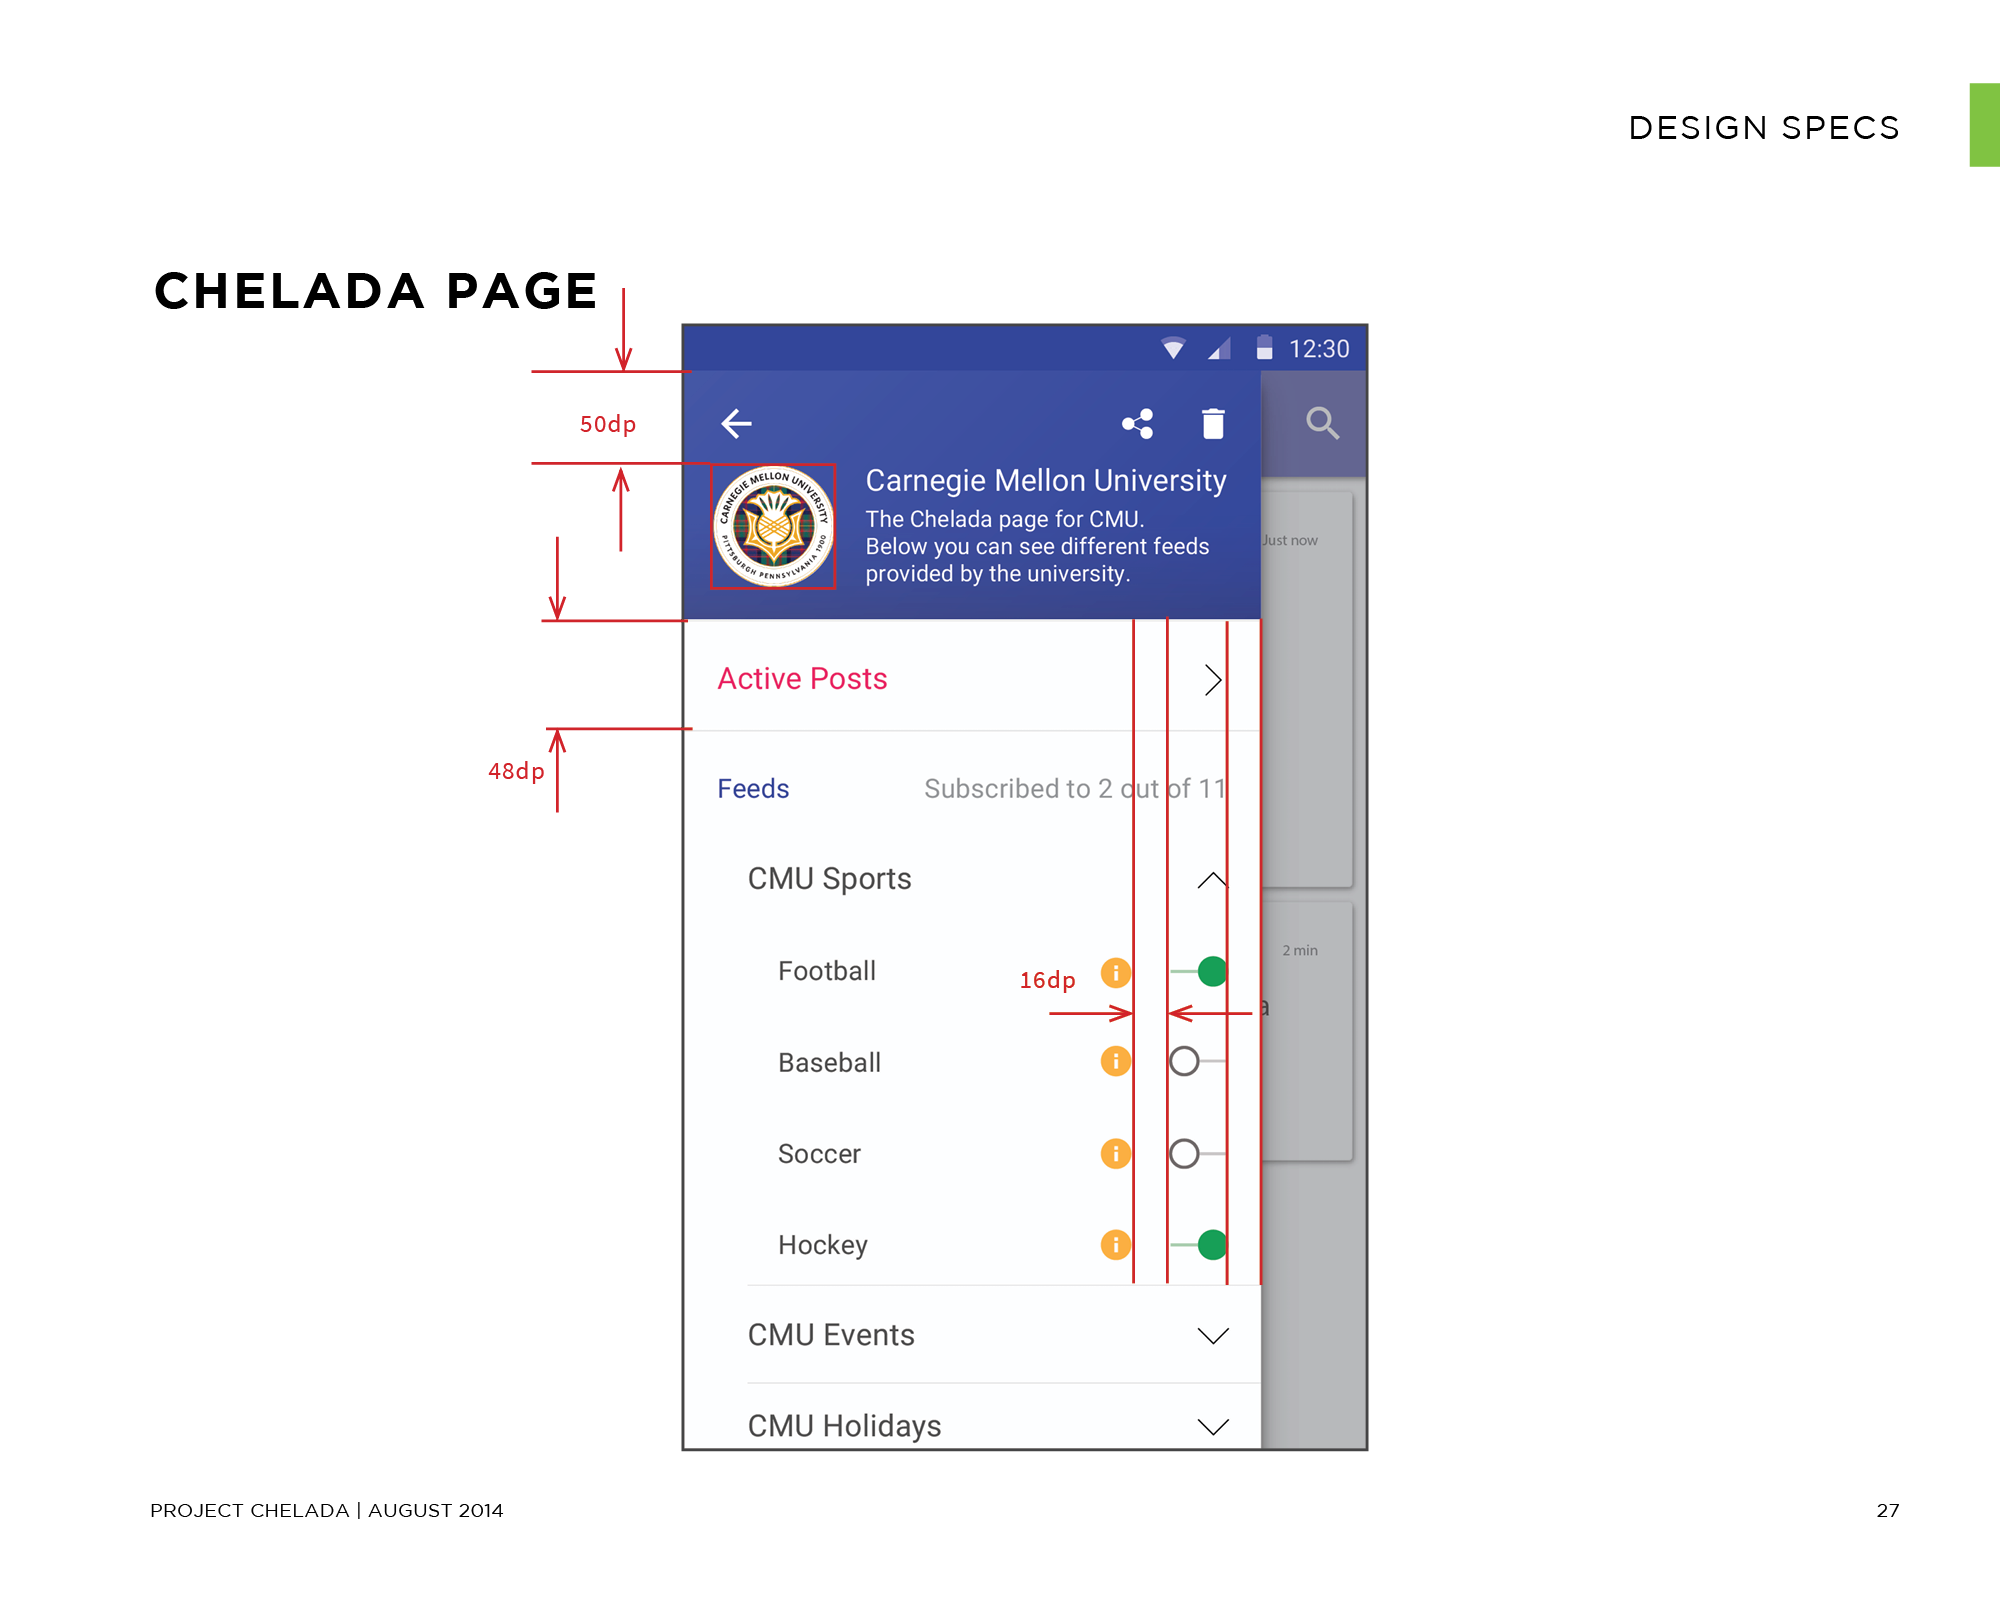 DESIGN SPECS
CHELADA PAGE
12:30
50dp
CARNEGIE MELLON UNIVERSITY
PITTSBURGH PENNSYLVANIA 1900
Carnegie Mellon University
The Chelada page for CMU.
Below you can see different feeds
provided by the university.
Just now
Active Posts
48dp
Feeds
Subscribed to 2 out of 11
CMU Sports
2 min
Football
16dp
a
Baseball
Soccer
Hockey
CMU Events
CMU Holidays
PROJECT CHELADA | AUGUST 2014
27